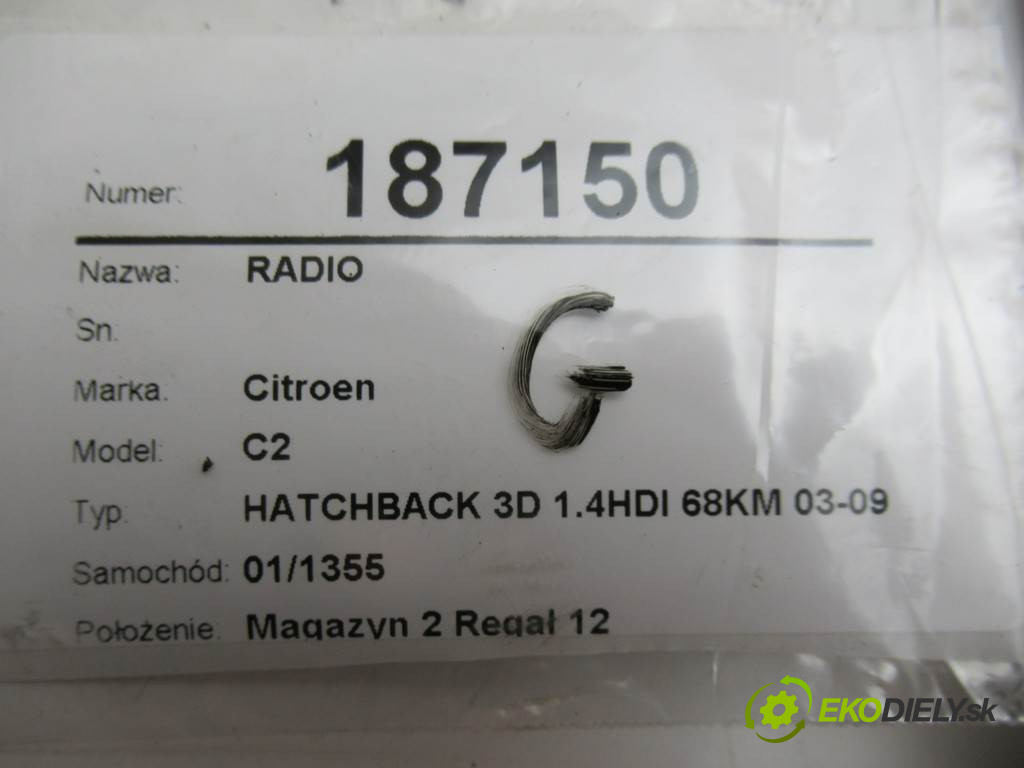 Numer: 187150
Nazwa: RADIO
Sn.
G
Marka. Citroen
Model: C2
Typ. HATCHBACK 3D 1.4HDI 68KM 03-09
Samochód: 01/1355
Położenie. Magazyn 2 Regał 12
EKODIELY.sk